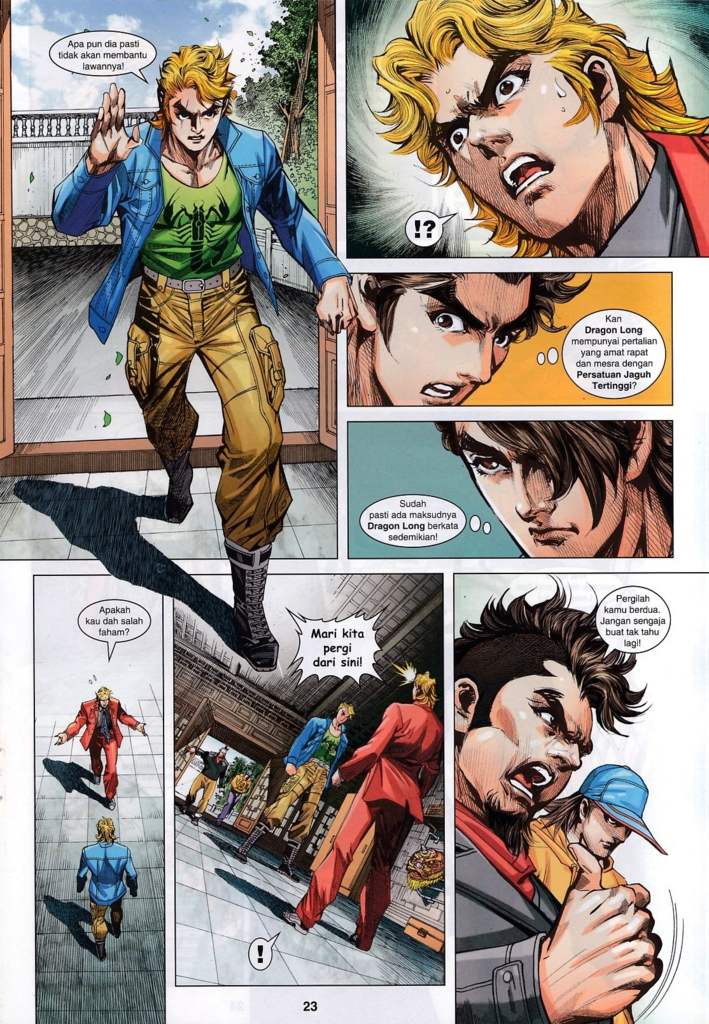 Apa pun dia pasti
tidak akan membantu
lawannya!
!?
Kan
Dragon Long
mempunyai pertalian
yang amat rapat
dan mesra dengan
Persatuan Jaguh
Tertinggi?
Sudah
pasti ada maksudnya
Dragon Long berkata
sedemikian!
Apakah
kau dah salah
faham?
Mari kita
pergi
dari sini!
!
Pergilah
kamu berdua.
Jangan sengaja
buat tak tahu
lagi!
23